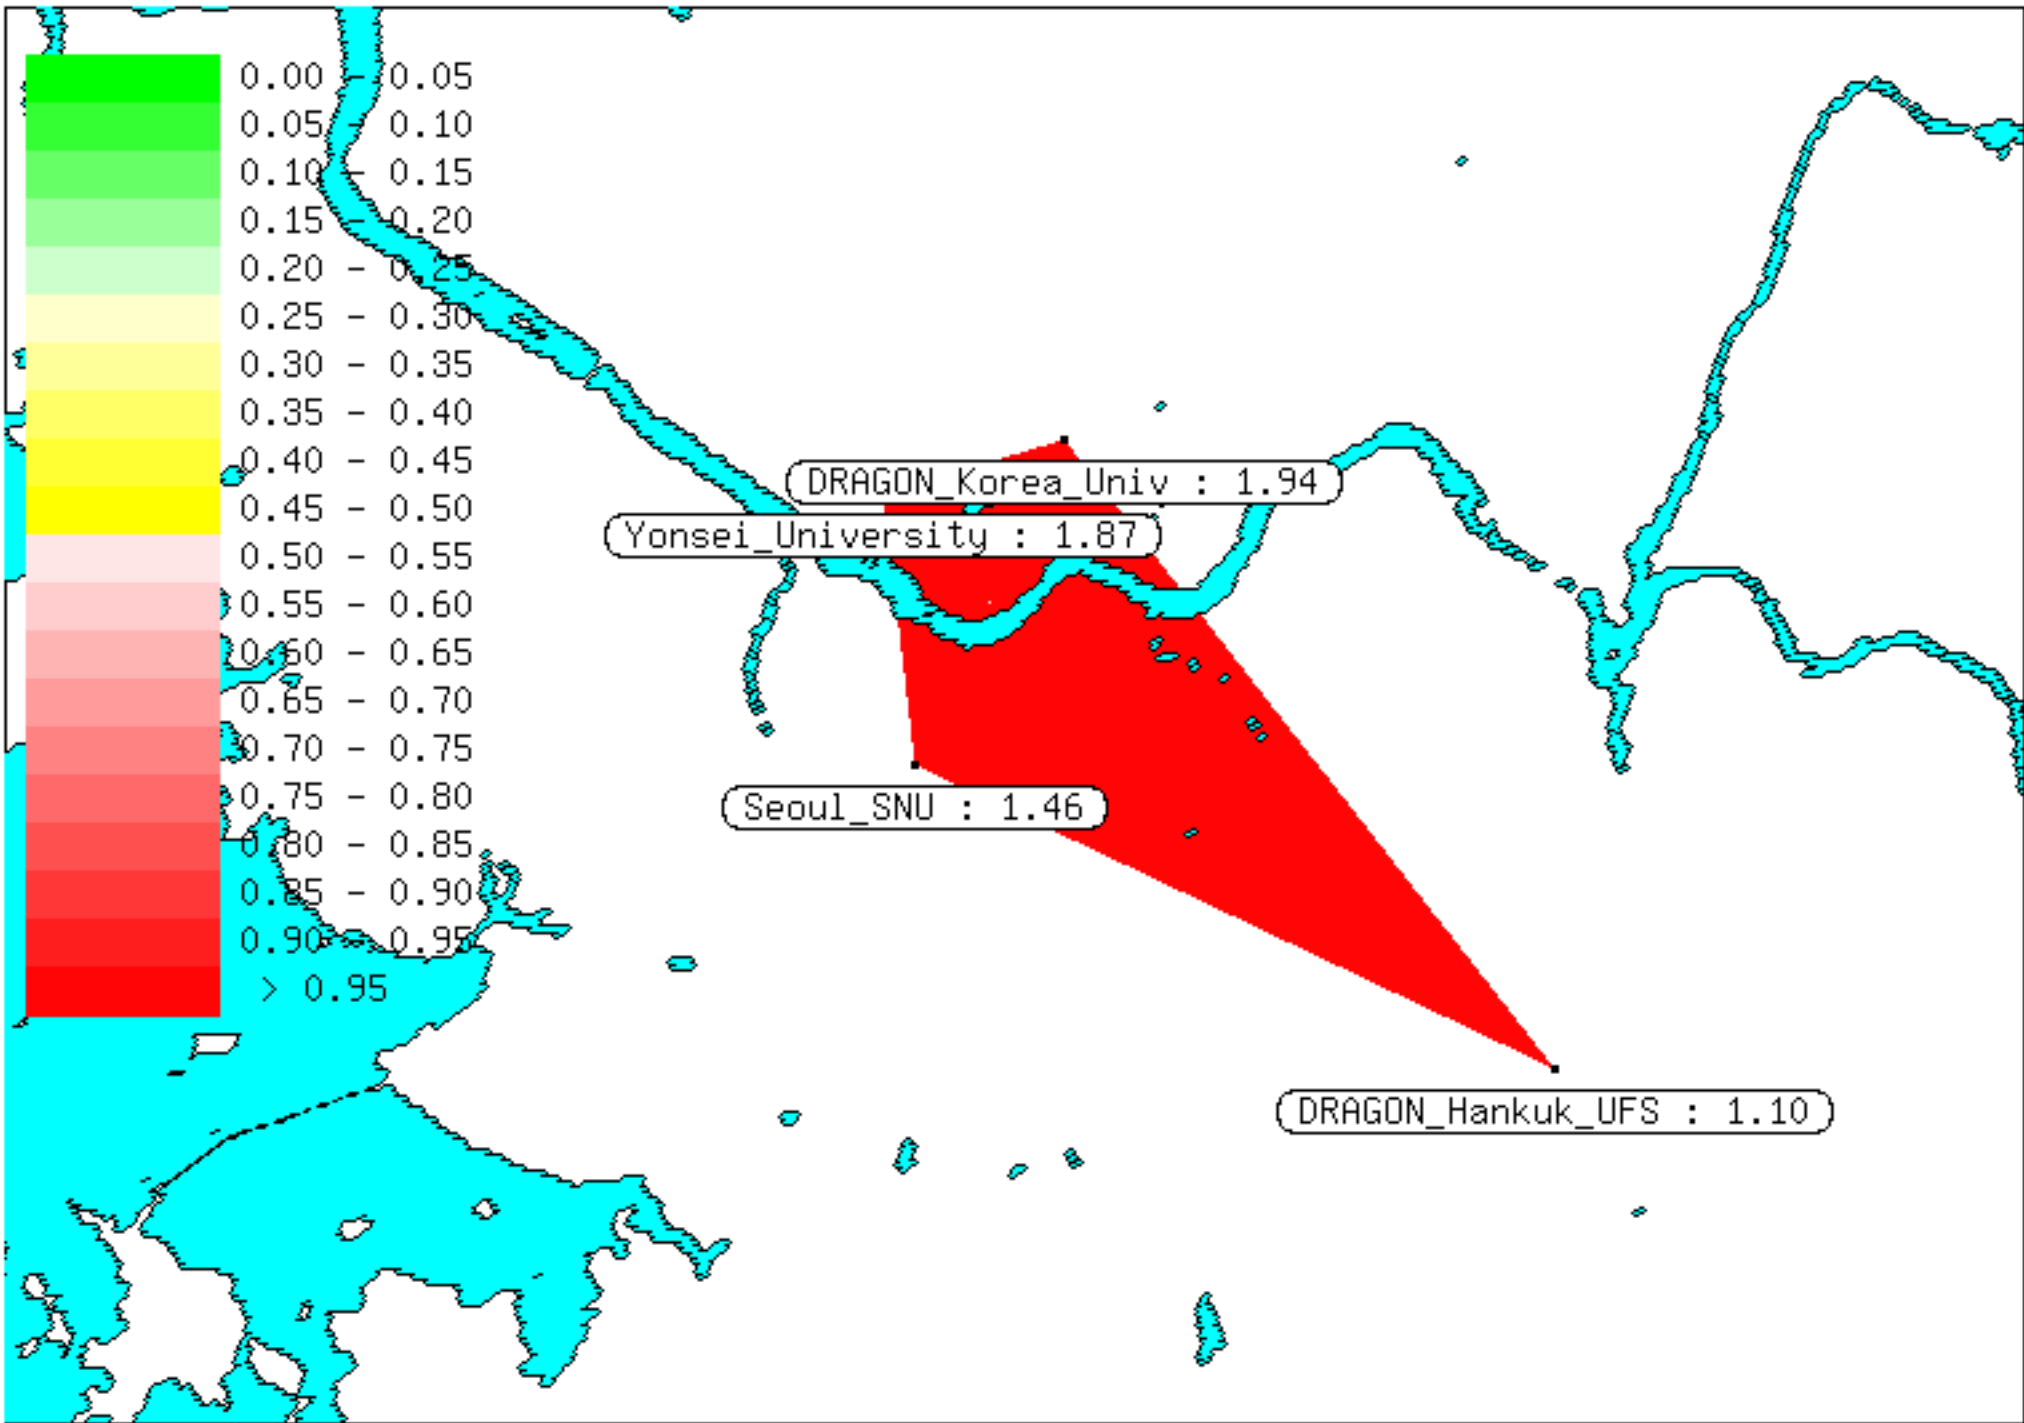 0.00 - 0.05
0.05 - 0.10
0.10 - 0.15
0.15 - 0.20
0.20 - 0.25
0.25 - 0.30
0.30 - 0.35
0.35 - 0.40
0.40 - 0.45
0.45 - 0.50
0.50 - 0.55
0.55 - 0.60
0.60 - 0.65
0.65 - 0.70
0.70 - 0.75
0.75 - 0.80
0.80 - 0.85
0.85 - 0.90
0.90 - 0.95
> 0.95
DRAGON_Korea_Univ : 1.94
Yonsei_University : 1.87
Seoul_SNU : 1.46
DRAGON_Hankuk_UFS : 1.10